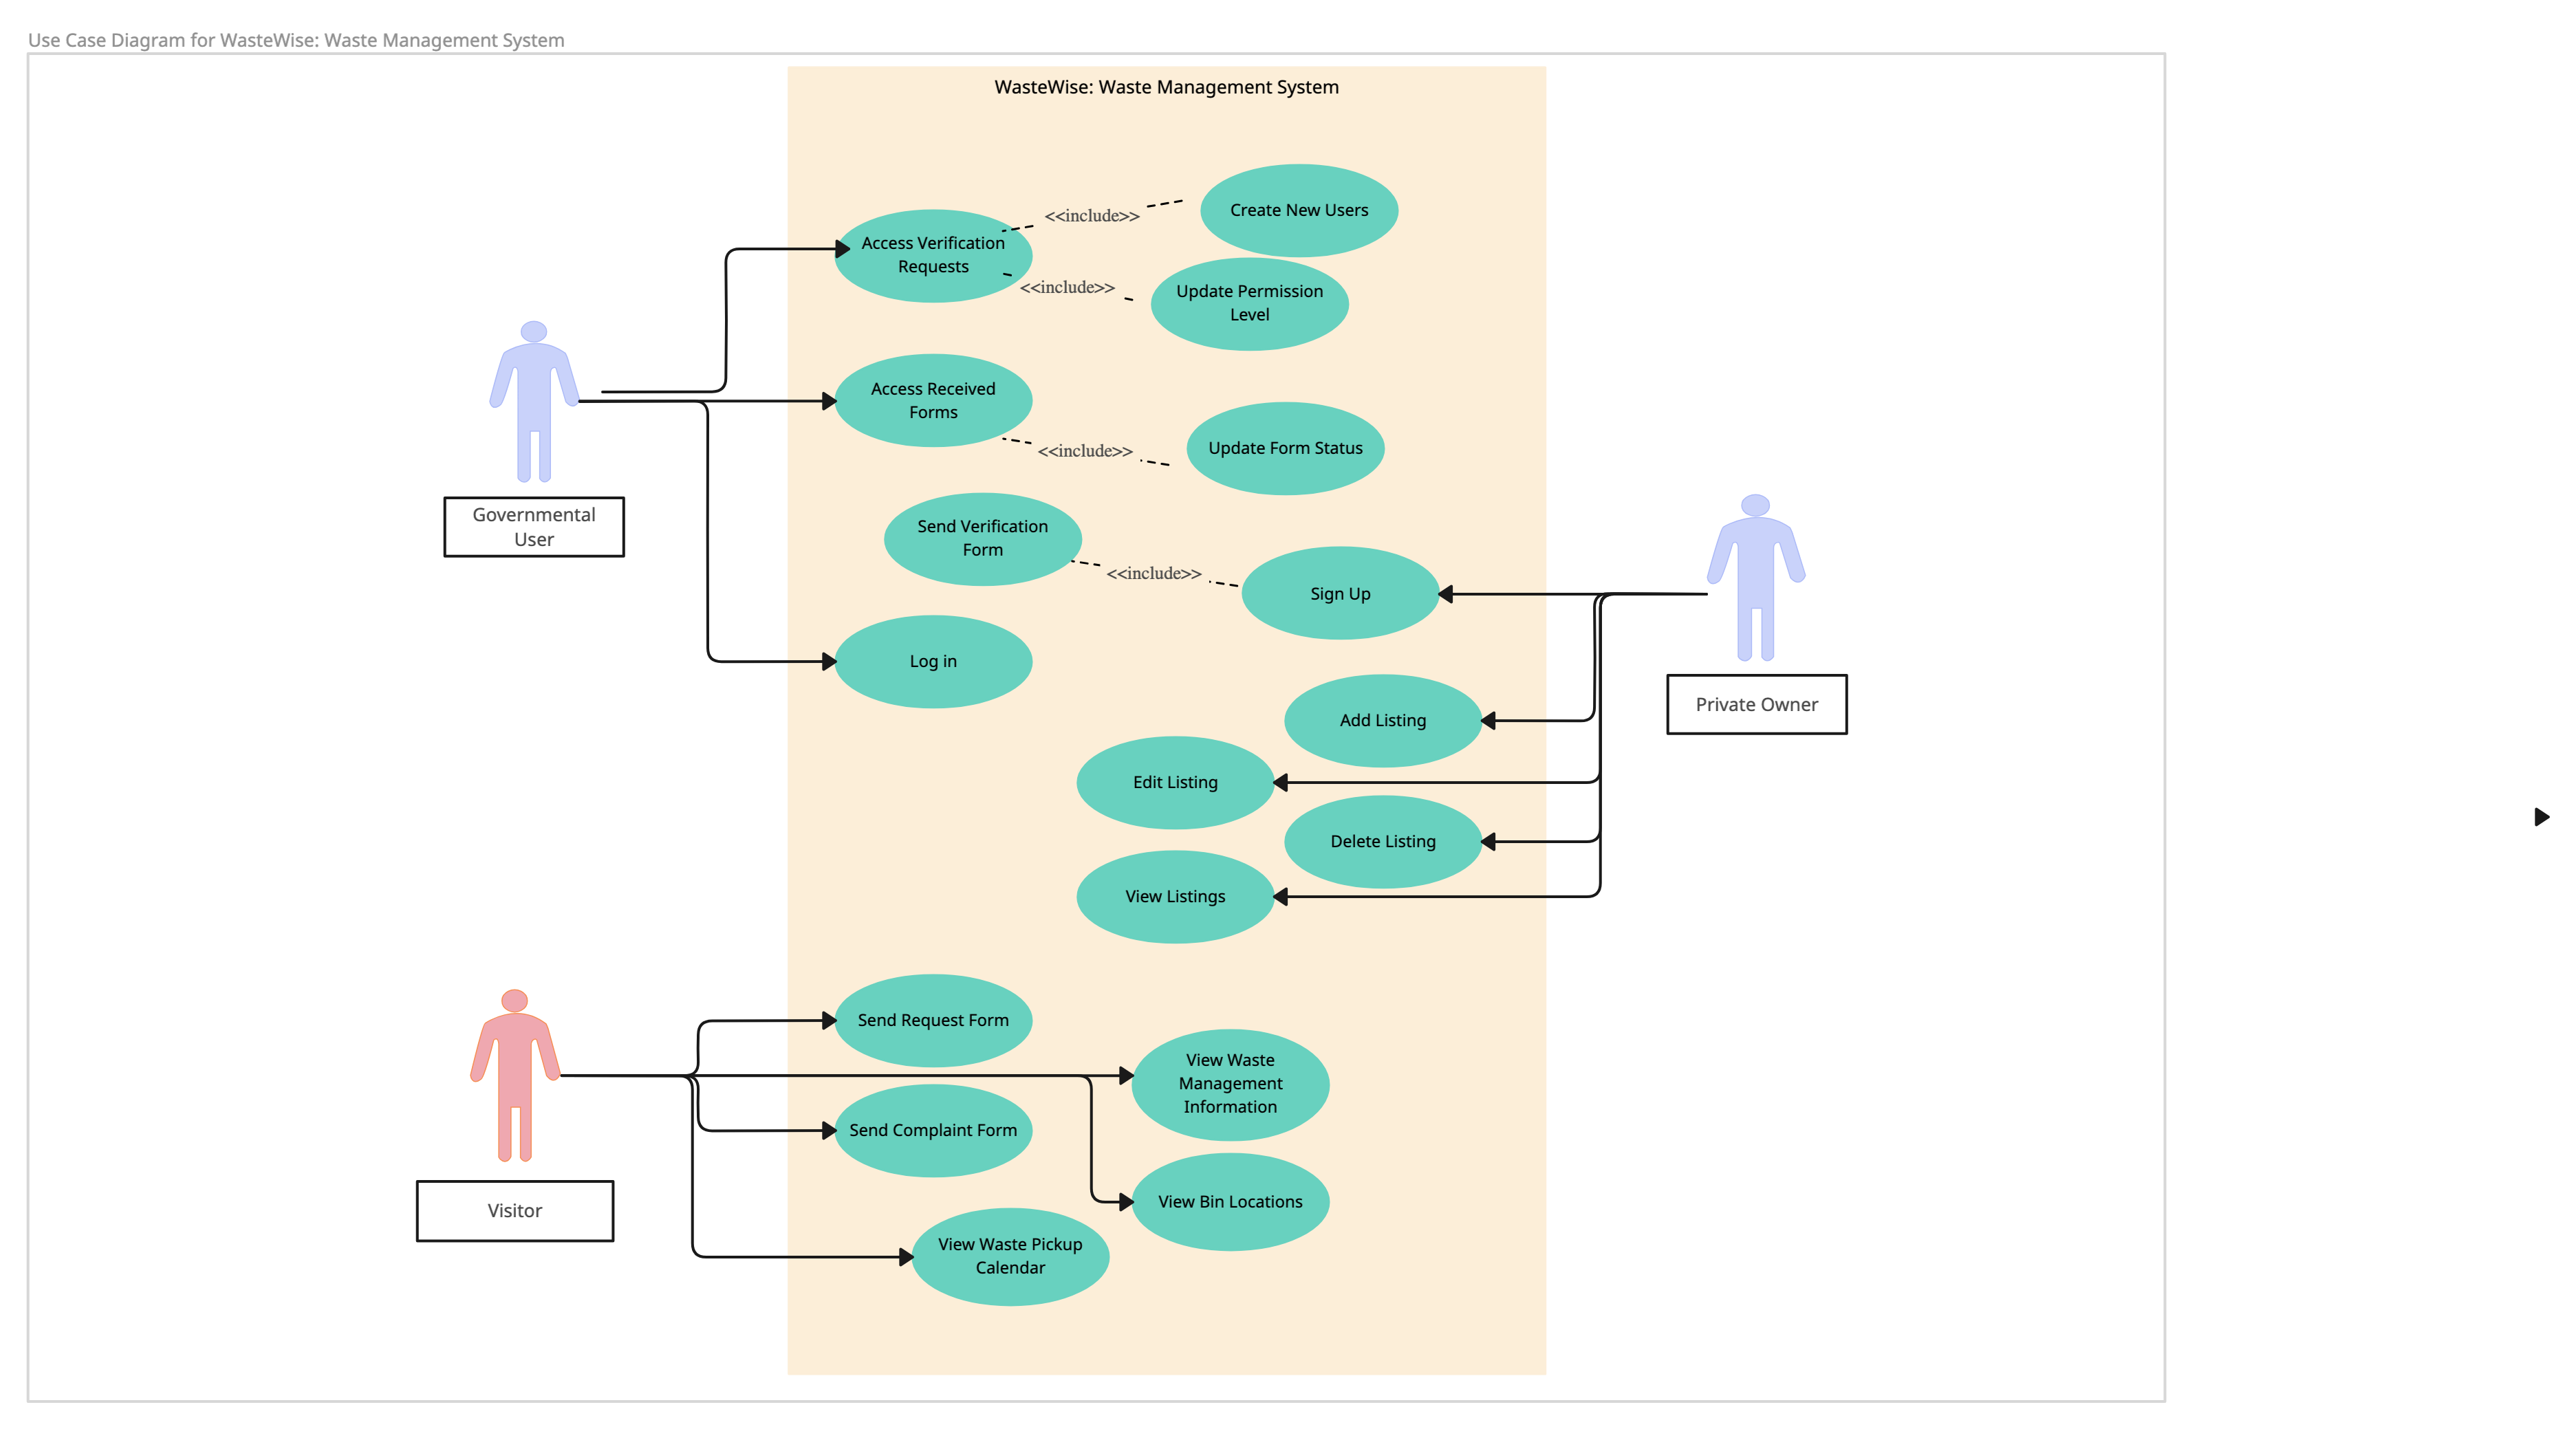 Use Case Diagram for WasteWise: Waste Management System
WasteWise: Waste Management System
Create New Users
<<include>>
Access Verification
Requests
<<include>>
Update Permission
Level
Access Received
Forms
<<include>>
Update Form Status
Governmental
User
Send Verification
Form
<<include>>
Sign Up
Log in
Private Owner
Add Listing
Edit Listing
Delete Listing
View Listings
Send Request Form
View Waste
Management
Information
Send Complaint Form
View Bin Locations
Visitor
View Waste Pickup
Calendar